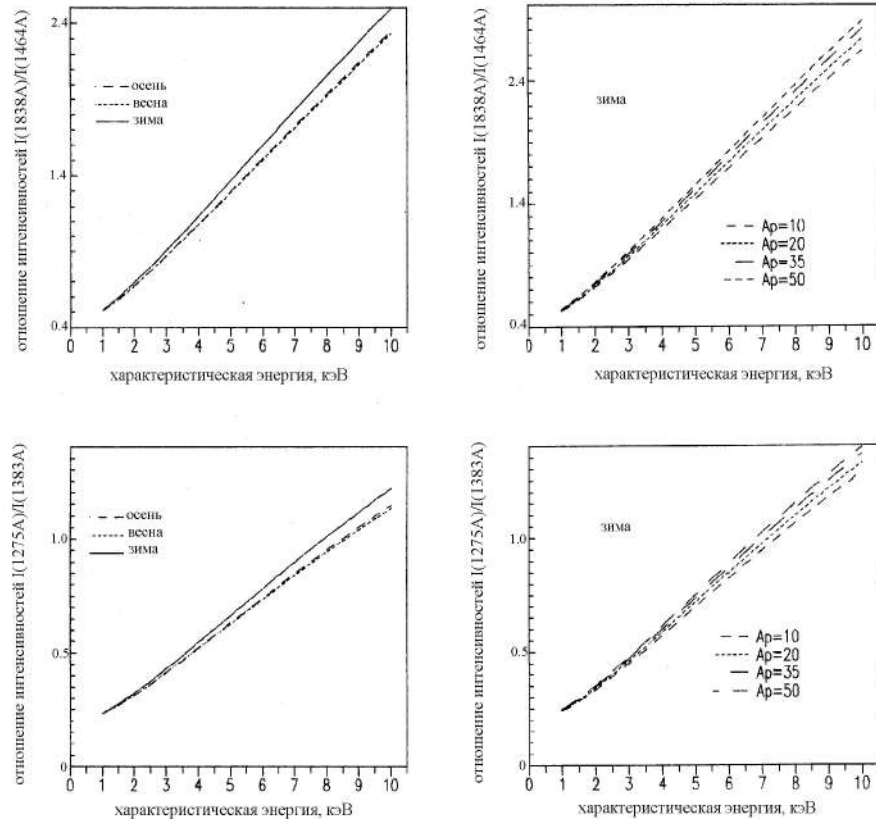 отношение интенсивностей I(1838A)/I(1464A)
2.4
1.4
0.4
осень
весна
зима
0 1 2 3 4 5 6 7 8 9 10
характеристическая энергия, кэВ
отношение интенсивностей I(1838A)/I(1464A)
2.4
1.4
0.4
зима
Ap=10
Ap=20
Ap=35
Ap=50
0 1 2 3 4 5 6 7 8 9 10
характеристическая энергия, кэВ
отношение интенсивностей I(1275A)/I(1383A)
1.0
0.5
0
осень
весна
зима
0 1 2 3 4 5 6 7 8 9 10
характеристическая энергия, кэВ
отношение интенсивностей I(1275A)/I(1383A)
1.0
0.5
0
зима
Ap=10
Ap=20
Ap=35
Ap=50
0 1 2 3 4 5 6 7 8 9 10
характеристическая энергия, кэВ